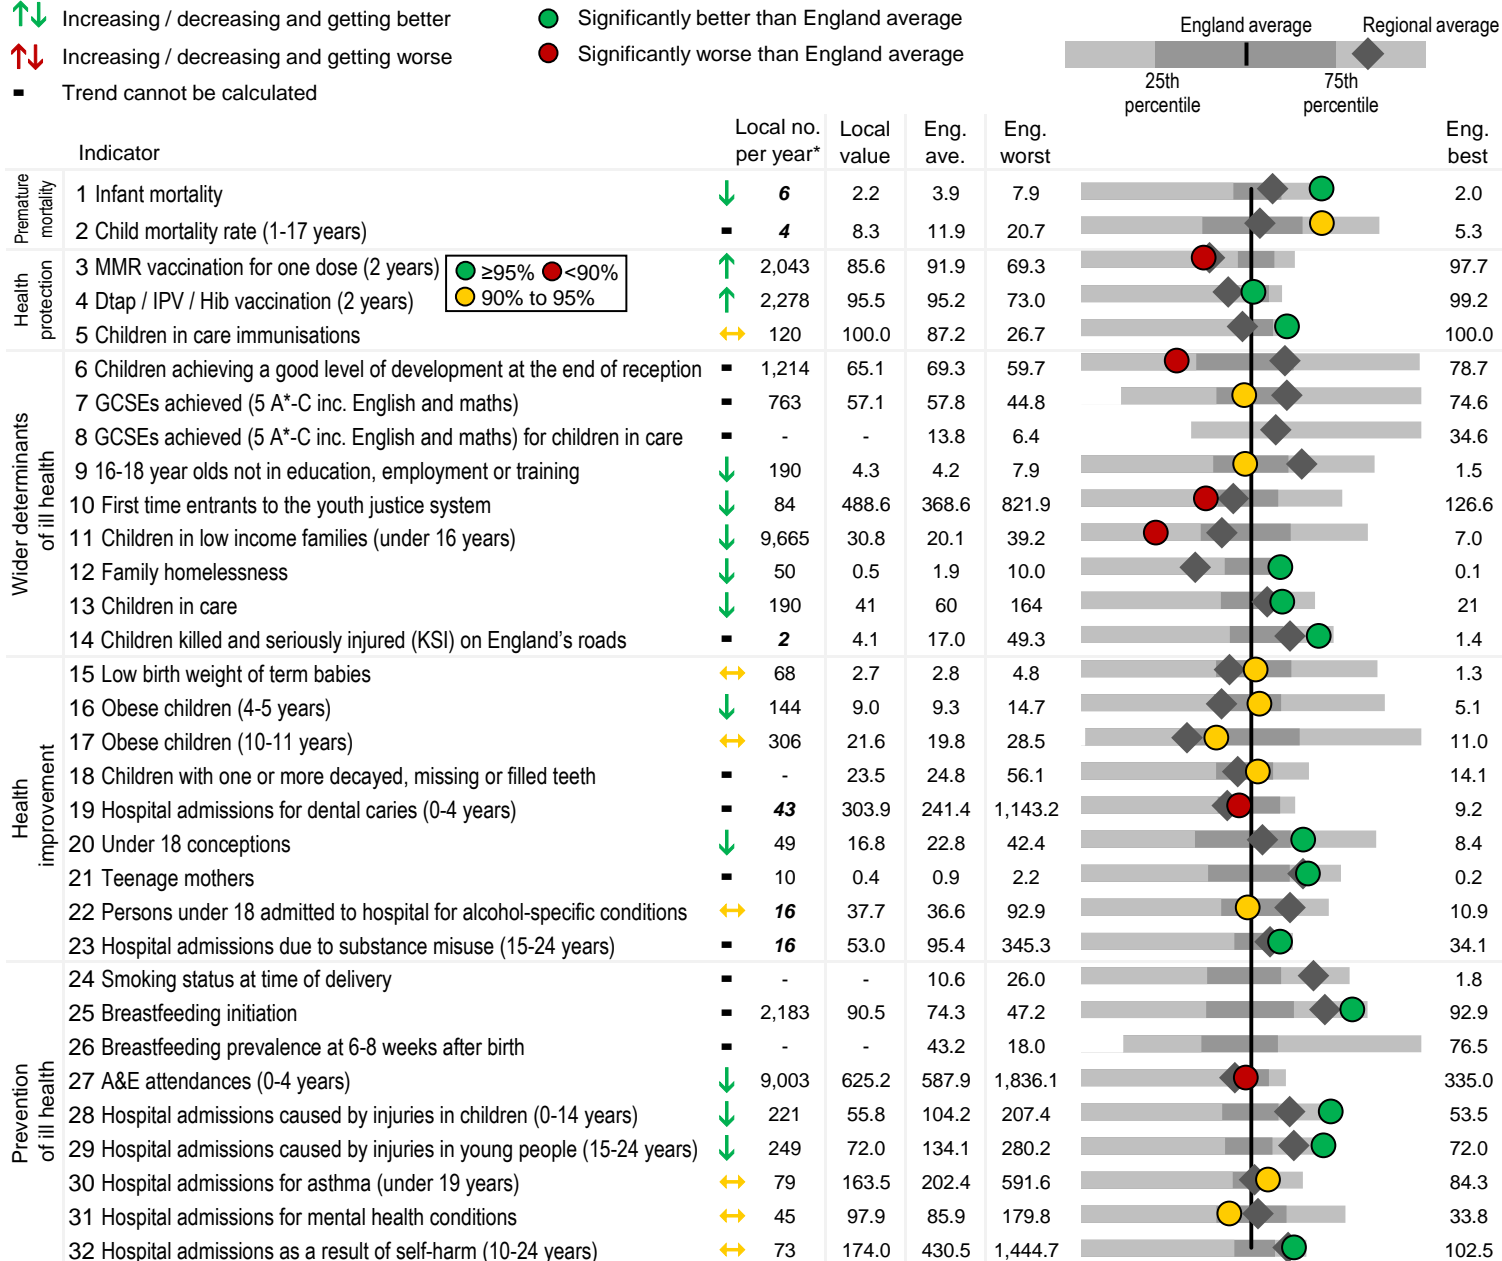 Increasing / decreasing and getting better
Significantly better than England average
Increasing / decreasing and getting worse
Significantly worse than England average
Trend cannot be calculated
England average
Regional average
25th percentile
75th percentile
Indicator
Local no. per year*
Local value
Eng. ave.
Eng. worst
Eng. best
Premature mortality
1 Infant mortality 6 2.2 3.9 7.9 2.0
2 Child mortality rate (1-17 years) 4 8.3 11.9 20.7 5.3
Health protection
3 MMR vaccination for one dose (2 years) 2,043 85.6 91.9 69.3 97.7
≥95% <90%
90% to 95%
4 Dtap / IPV / Hib vaccination (2 years) 2,278 95.5 95.2 73.0 99.2
5 Children in care immunisations 120 100.0 87.2 26.7 100.0
Wider determinants of ill health
6 Children achieving a good level of development at the end of reception 1,214 65.1 69.3 59.7 78.7
7 GCSEs achieved (5 A*-C inc. English and maths) 763 57.1 57.8 44.8 74.6
8 GCSEs achieved (5 A*-C inc. English and maths) for children in care - - 13.8 6.4 34.6
9 16-18 year olds not in education, employment or training 190 4.3 4.2 7.9 1.5
10 First time entrants to the youth justice system 84 488.6 368.6 821.9 126.6
11 Children in low income families (under 16 years) 9,665 30.8 20.1 39.2 7.0
12 Family homelessness 50 0.5 1.9 10.0 0.1
13 Children in care 190 41 60 164 21
14 Children killed and seriously injured (KSI) on England's roads 2 4.1 17.0 49.3 1.4
Health improvement
15 Low birth weight of term babies 68 2.7 2.8 4.8 1.3
16 Obese children (4-5 years) 144 9.0 9.3 14.7 5.1
17 Obese children (10-11 years) 306 21.6 19.8 28.5 11.0
18 Children with one or more decayed, missing or filled teeth - 23.5 24.8 56.1 14.1
19 Hospital admissions for dental caries (0-4 years) 43 303.9 241.4 1,143.2 9.2
20 Under 18 conceptions 49 16.8 22.8 42.4 8.4
21 Teenage mothers 10 0.4 0.9 2.2 0.2
22 Persons under 18 admitted to hospital for alcohol-specific conditions 16 37.7 36.6 92.9 10.9
23 Hospital admissions due to substance misuse (15-24 years) 16 53.0 95.4 345.3 34.1
Prevention of ill health
24 Smoking status at time of delivery - - 10.6 26.0 1.8
25 Breastfeeding initiation 2,183 90.5 74.3 47.2 92.9
26 Breastfeeding prevalence at 6-8 weeks after birth - - 43.2 18.0 76.5
27 A&E attendances (0-4 years) 9,003 625.2 587.9 1,836.1 335.0
28 Hospital admissions caused by injuries in children (0-14 years) 221 55.8 104.2 207.4 53.5
29 Hospital admissions caused by injuries in young people (15-24 years) 249 72.0 134.1 280.2 72.0
30 Hospital admissions for asthma (under 19 years) 79 163.5 202.4 591.6 84.3
31 Hospital admissions for mental health conditions 45 97.9 85.9 179.8 33.8
32 Hospital admissions as a result of self-harm (10-24 years) 73 174.0 430.5 1,444.7 102.5